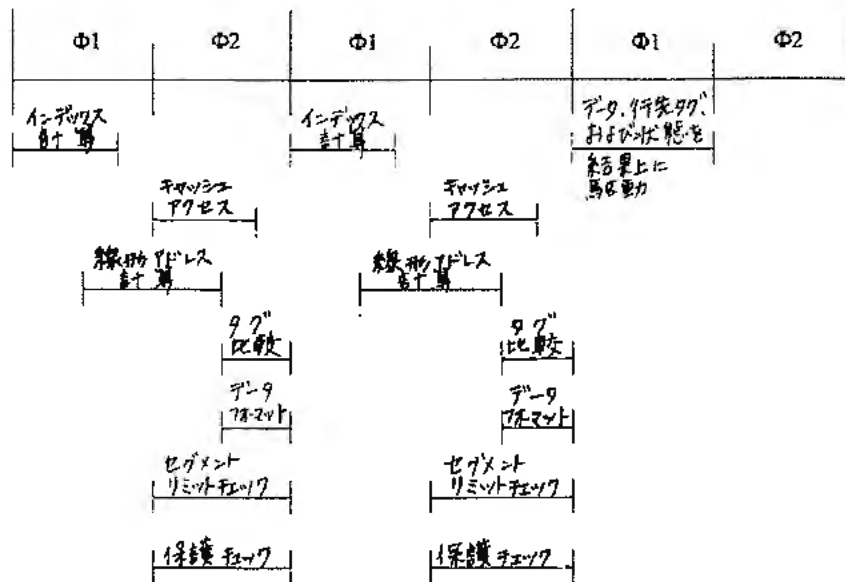 Φ1 Φ2 Φ1 Φ2 Φ1 Φ2
インデックス
計算
インデックス
計算
データ、行先タグ、
および状態を
結果上に
駆動
キャッシュ
アクセス
キャッシュ
アクセス
線形アドレス
計算
線形アドレス
計算
タグ
比較
タグ
比較
データ
フォーマット
データ
フォーマット
セグメント
リミットチェック
セグメント
リミットチェック
保護チェック
保護チェック